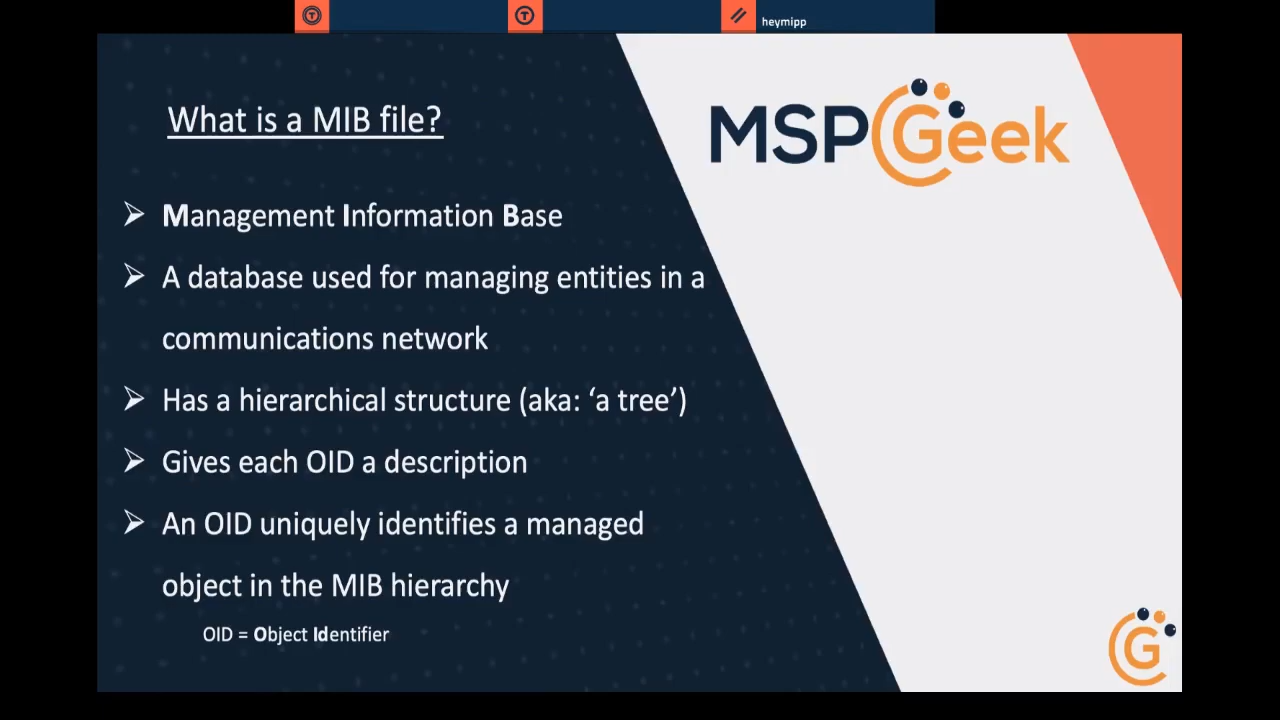 heymipp
What is a MIB file?
MSPGeek
Management Information Base
A database used for managing entities in a
communications network
Has a hierarchical structure (aka: ‘a tree’)
Gives each OID a description
An OID uniquely identifies a managed
object in the MIB hierarchy
OID = Object Identifier
G